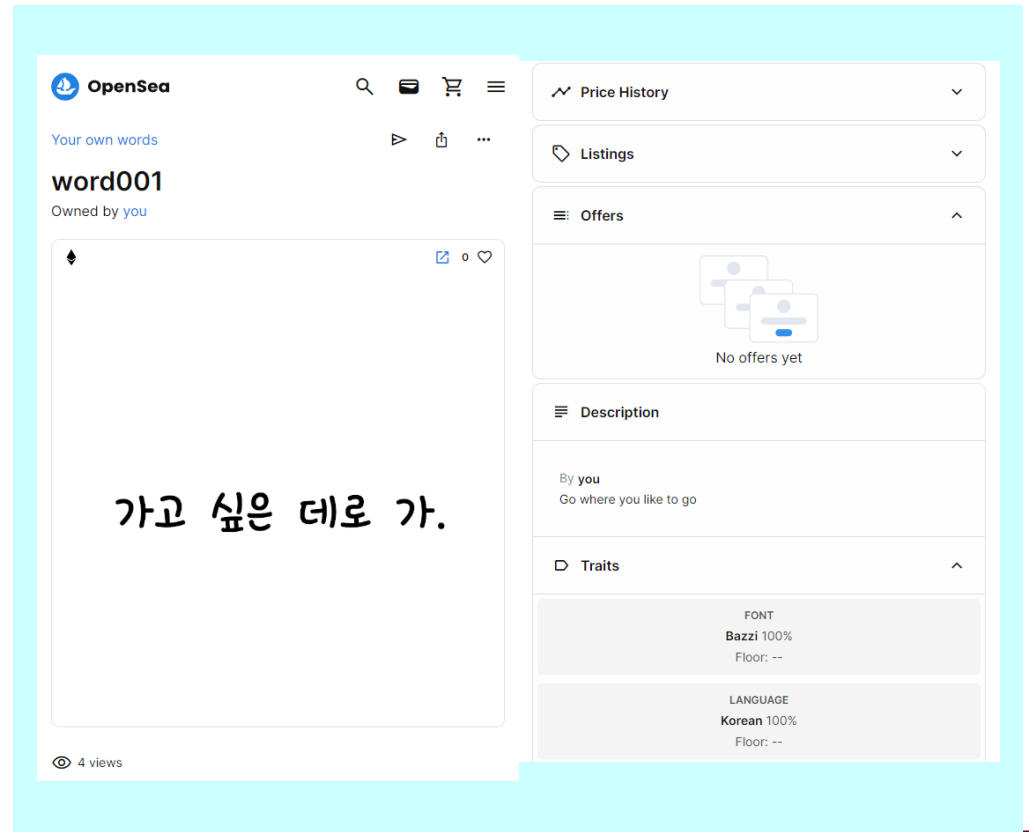 OpenSea
Your own words
word001
Owned by you
0
가고 싶은 데로 가.
4 views
Price History
Listings
Offers
No offers yet
Description
By you
Go where you like to go
Traits
FONT
Bazzi 100%
Floor: --
LANGUAGE
Korean 100%
Floor: --